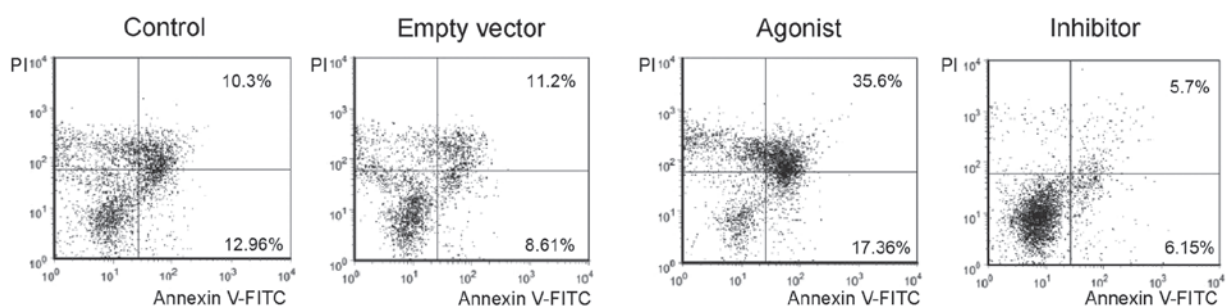 Control
Empty vector
Agonist
Inhibitor
PI 10⁴
10.3%
10³
10²
10¹
12.96%
10⁰
10⁰ 10¹ 10² 10³ 10⁴
Annexin V-FITC
PI 10⁴
11.2%
10³
10²
10¹
8.61%
10⁰
10⁰ 10¹ 10² 10³ 10⁴
Annexin V-FITC
PI 10⁴
35.6%
10³
10²
10¹
17.36%
10⁰
10⁰ 10¹ 10² 10³ 10⁴
Annexin V-FITC
PI 10⁴
5.7%
10³
10²
10¹
6.15%
10⁰
10⁰ 10¹ 10² 10³ 10⁴
Annexin V-FITC